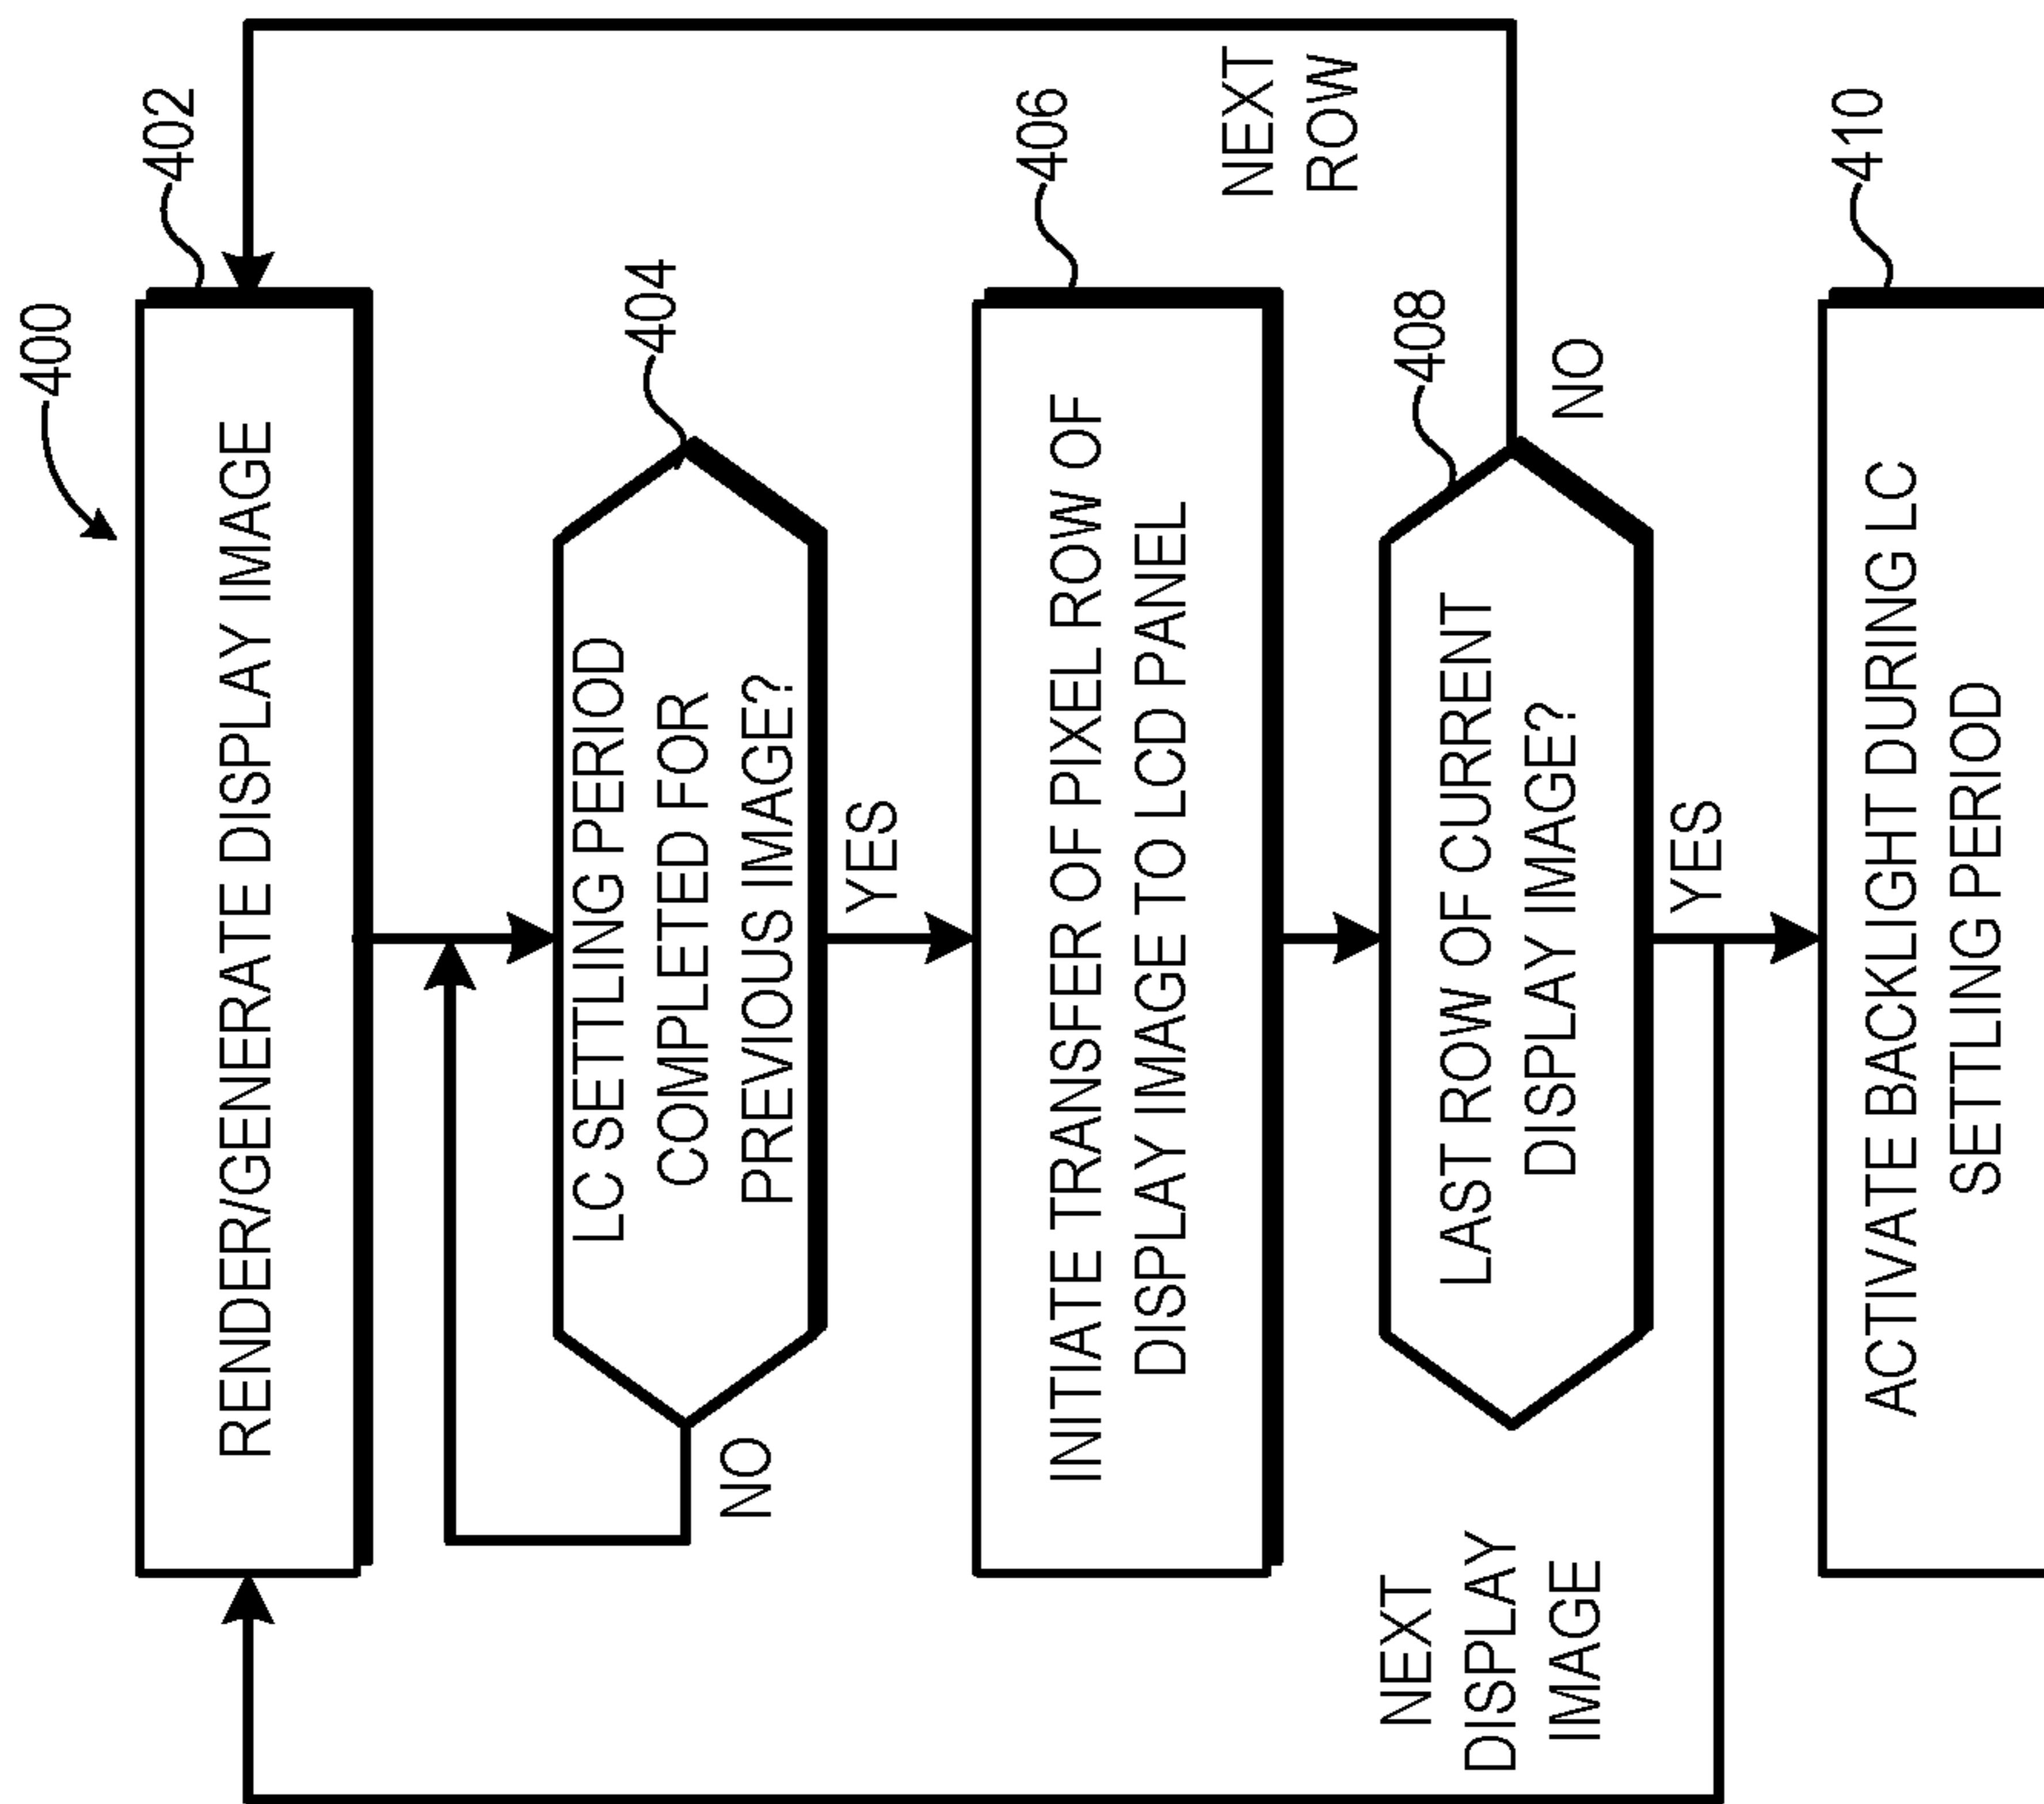 400
402
RENDER/GENERATE DISPLAY IMAGE
404
LC SETTLING PERIOD
COMPLETED FOR
PREVIOUS IMAGE?
NO
YES
406
INITIATE TRANSFER OF PIXEL ROW OF
DISPLAY IMAGE TO LCD PANEL
NEXT
ROW
408
LAST ROW OF CURRENT
DISPLAY IMAGE?
NO
YES
NEXT
DISPLAY
IMAGE
410
ACTIVATE BACKLIGHT DURING LC
SETTLING PERIOD